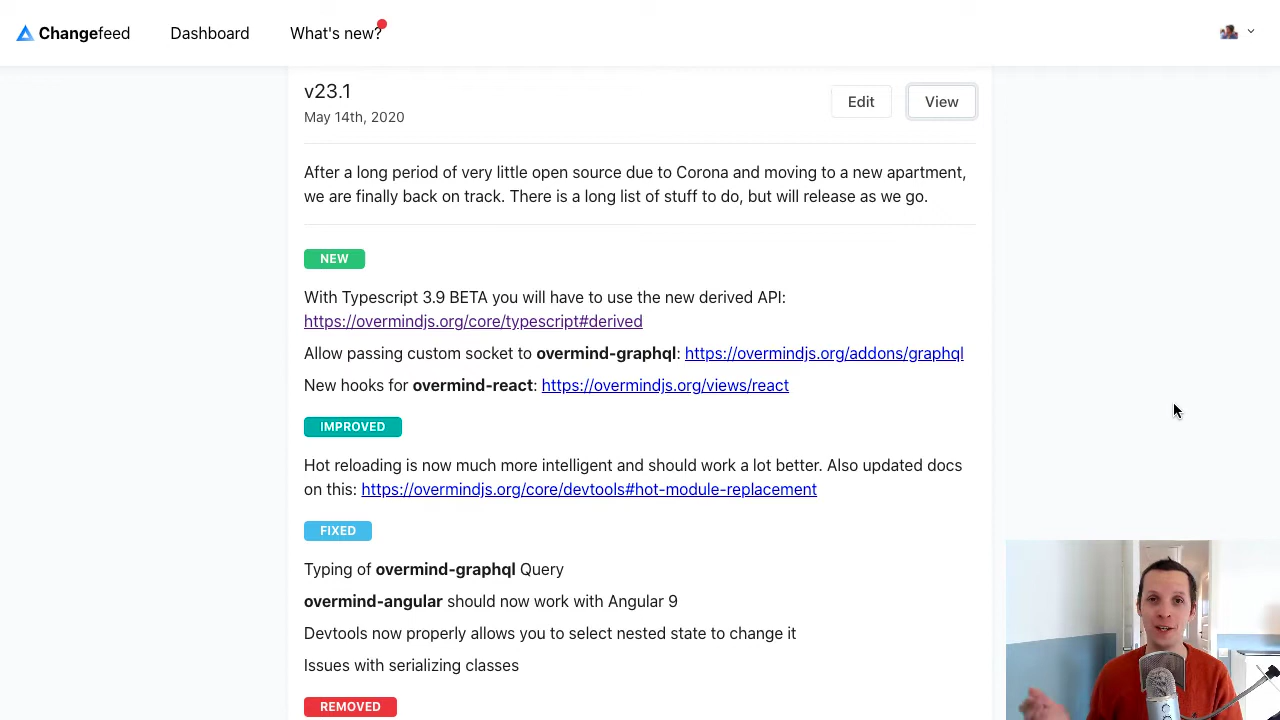 Changefeed Dashboard What's new?
v23.1
Edit View
May 14th, 2020
After a long period of very little open source due to Corona and moving to a new apartment,
we are finally back on track. There is a long list of stuff to do, but will release as we go.
NEW
With Typescript 3.9 BETA you will have to use the new derived API:
https://overmindjs.org/core/typescript#derived
Allow passing custom socket to overmind-graphql: https://overmindjs.org/addons/graphql
New hooks for overmind-react: https://overmindjs.org/views/react
IMPROVED
Hot reloading is now much more intelligent and should work a lot better. Also updated docs
on this: https://overmindjs.org/core/devtools#hot-module-replacement
FIXED
Typing of overmind-graphql Query
overmind-angular should now work with Angular 9
Devtools now properly allows you to select nested state to change it
Issues with serializing classes
REMOVED